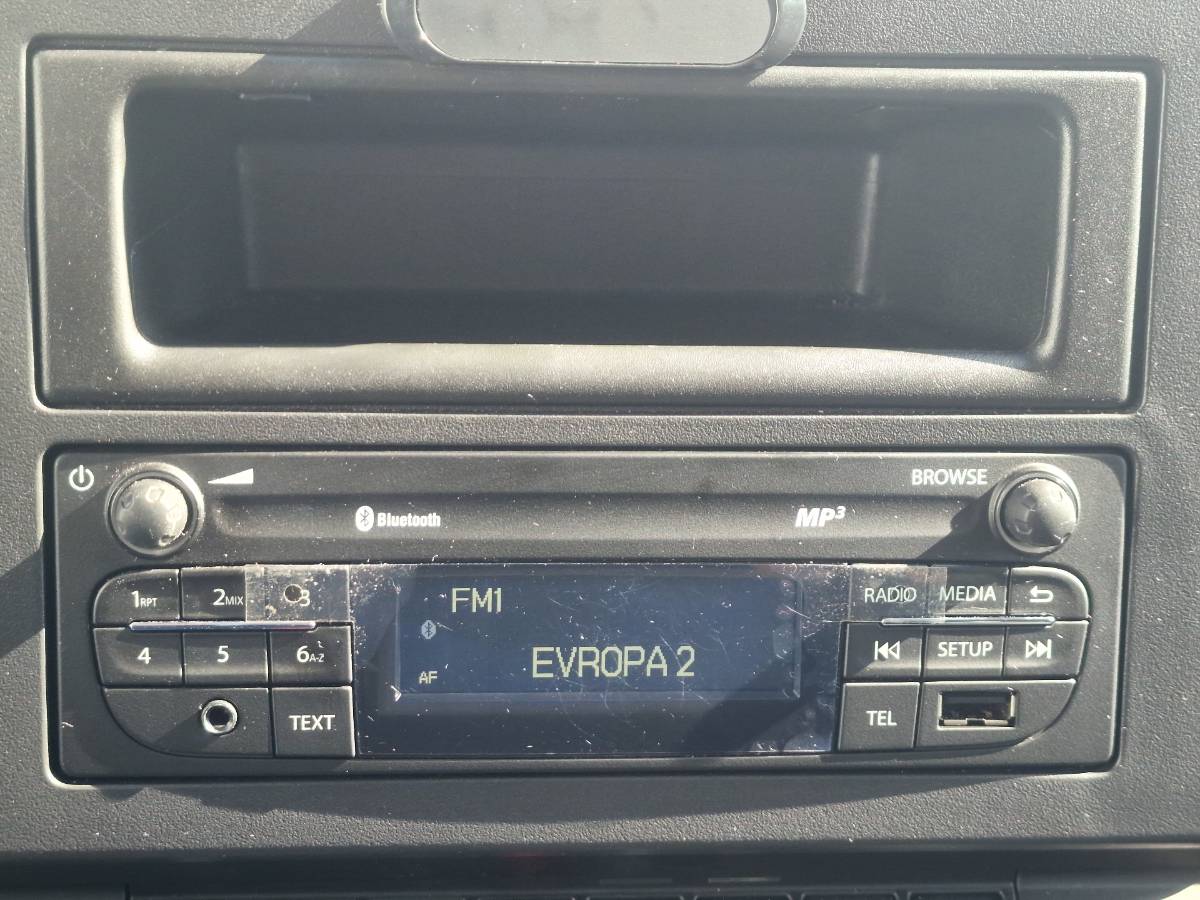 BROWSE
Bluetooth
MP3
1RPT 2MIX 3
RADIO MEDIA
FM1
4 5 6A-Z
EVROPA 2
SETUP
AF
TEXT
TEL